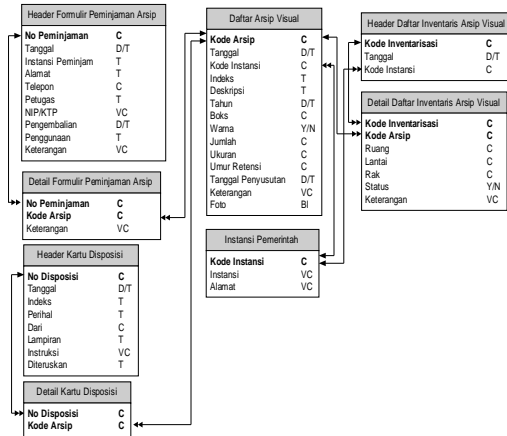 Header Formulir Peminjaman Arsip
No Peminjaman C
Tanggal D/T
Instansi Peminjam T
Alamat T
Telepon C
Petugas T
NIP/KTP VC
Pengembalian D/T
Penggunaan T
Keterangan VC
Detail Formulir Peminjaman Arsip
No Peminjaman C
Kode Arsip C
Keterangan VC
Header Kartu Disposisi
No Disposisi C
Tanggal D/T
Indeks T
Perihal T
Dari C
Lampiran T
Instruksi VC
Diteruskan T
Detail Kartu Disposisi
No Disposisi C
Kode Arsip C
Daftar Arsip Visual
Kode Arsip C
Tanggal D/T
Kode Instansi C
Indeks T
Deskripsi T
Tahun D/T
Boks C
Warna Y/N
Jumlah C
Ukuran C
Umur Retensi C
Tanggal Penyusutan D/T
Keterangan VC
Foto Bl
Instansi Pemerintah
Kode Instansi C
Instansi VC
Alamat VC
Header Daftar Inventaris Arsip Visual
Kode Inventarisasi C
Tanggal D/T
Kode Instansi C
Detail Daftar Inventaris Arsip Visual
Kode Inventarisasi C
Kode Arsip C
Ruang C
Lantai C
Rak C
Status Y/N
Keterangan VC